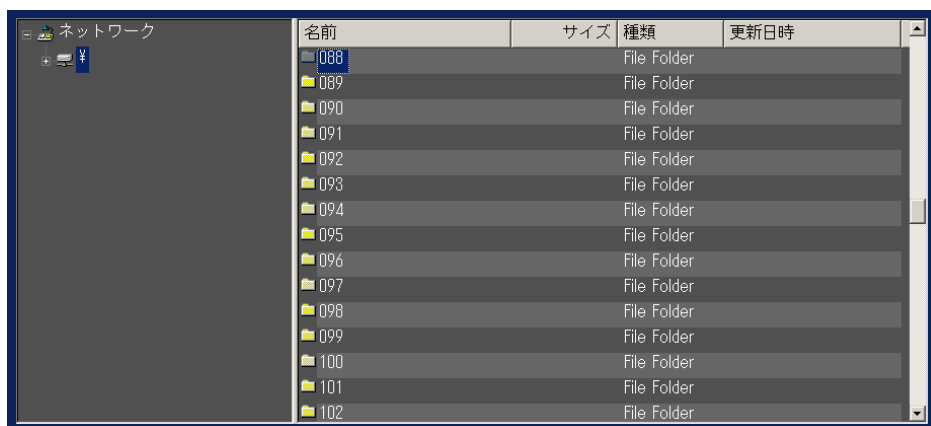 ネットワーク
¥
名前 サイズ 種類 更新日時
088 File Folder
089 File Folder
090 File Folder
091 File Folder
092 File Folder
093 File Folder
094 File Folder
095 File Folder
096 File Folder
097 File Folder
098 File Folder
099 File Folder
100 File Folder
101 File Folder
102 File Folder